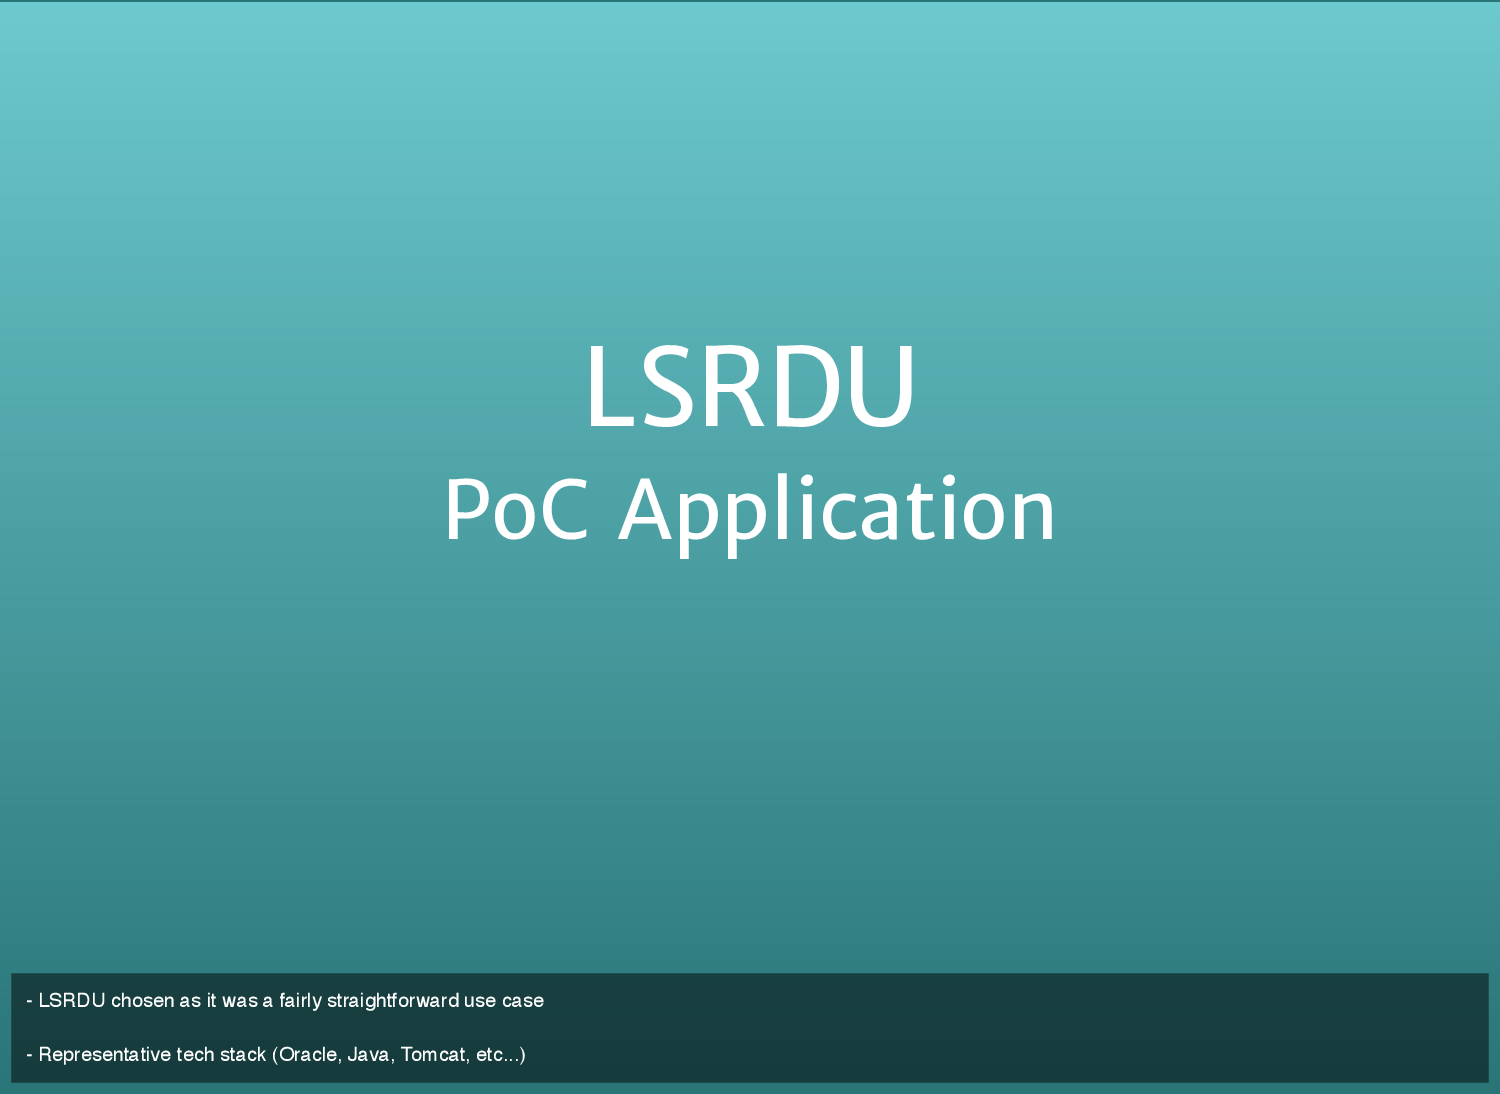 LSRDU
PoC Application
- LSRDU chosen as it was a fairly straightforward use case
- Representative tech stack (Oracle, Java, Tomcat, etc...)